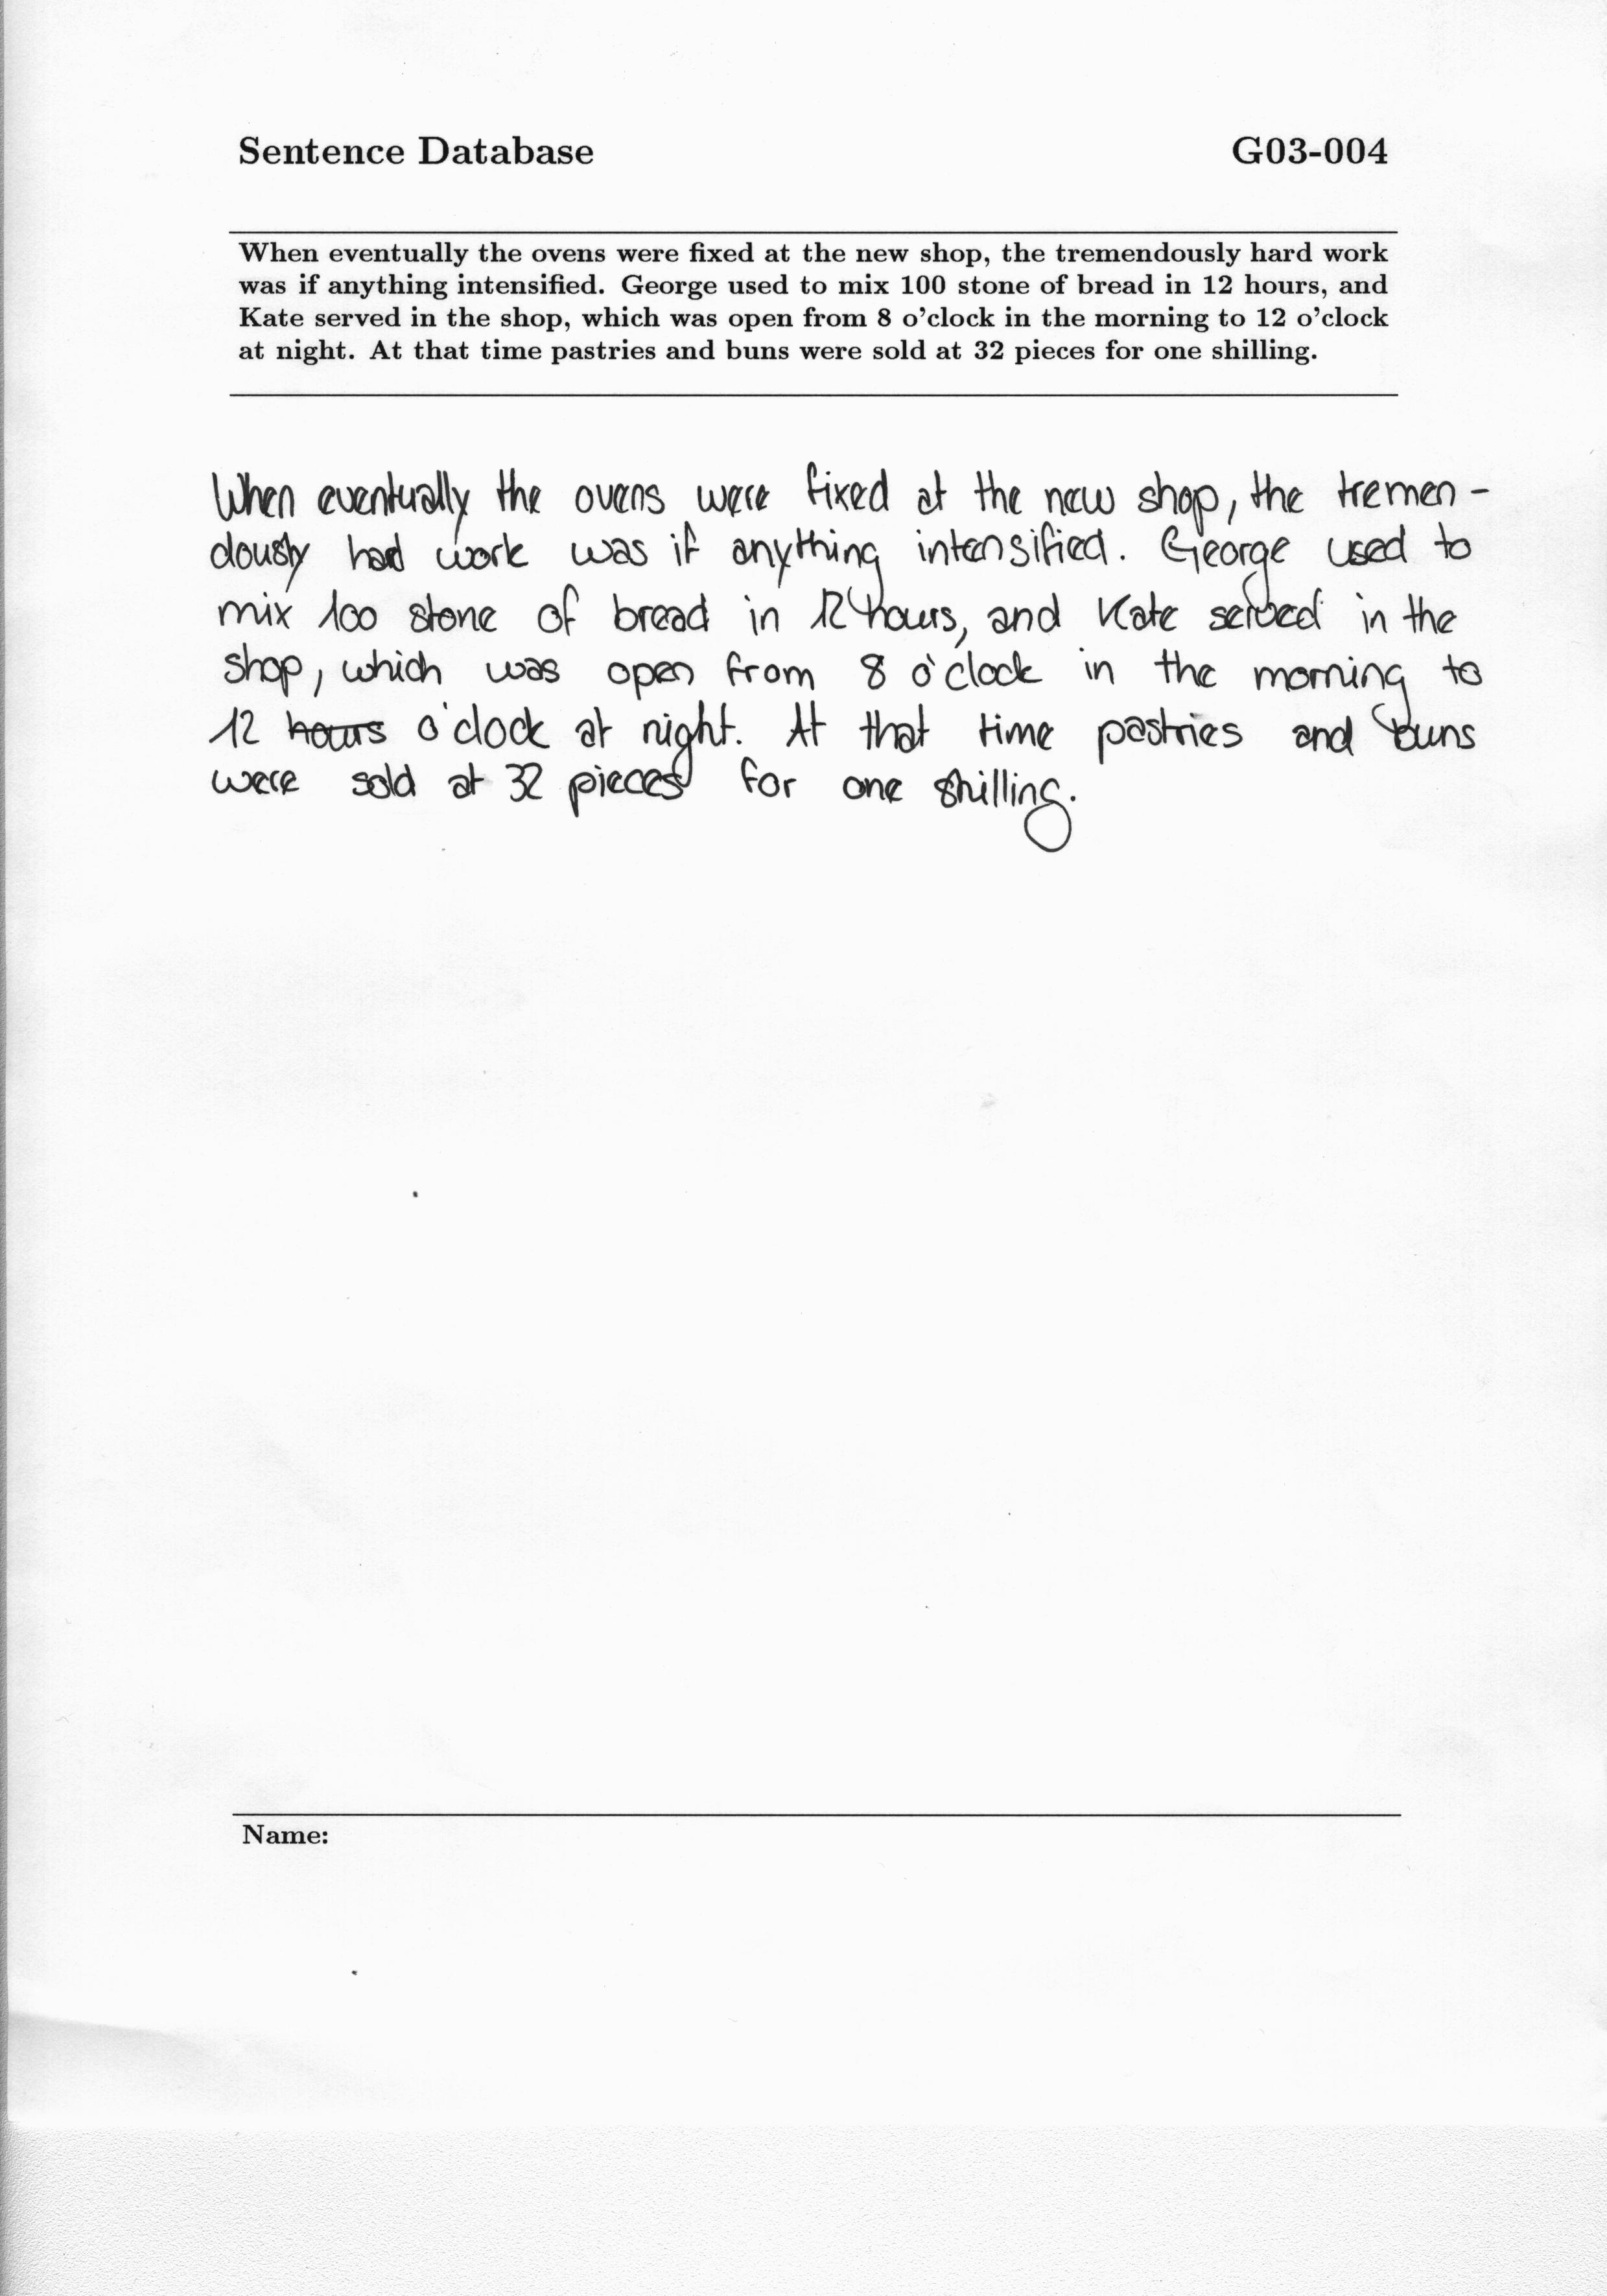 Sentence Database G03-004
When eventually the ovens were fixed at the new shop, the tremendously hard work
was if anything intensified. George used to mix 100 stone of bread in 12 hours, and
Kate served in the shop, which was open from 8 o'clock in the morning to 12 o'clock
at night. At that time pastries and buns were sold at 32 pieces for one shilling.
When eventually the ovens were fixed at the new shop, the tremen-
dously hard work was if anything intensified. George used to
mix 100 stone of bread in 12 hours, and Kate served in the
shop, which was open from 8 o'clock in the morning to
12 hours o'clock at night. At that time pastries and buns
were sold at 32 pieces for one shilling.
Name: